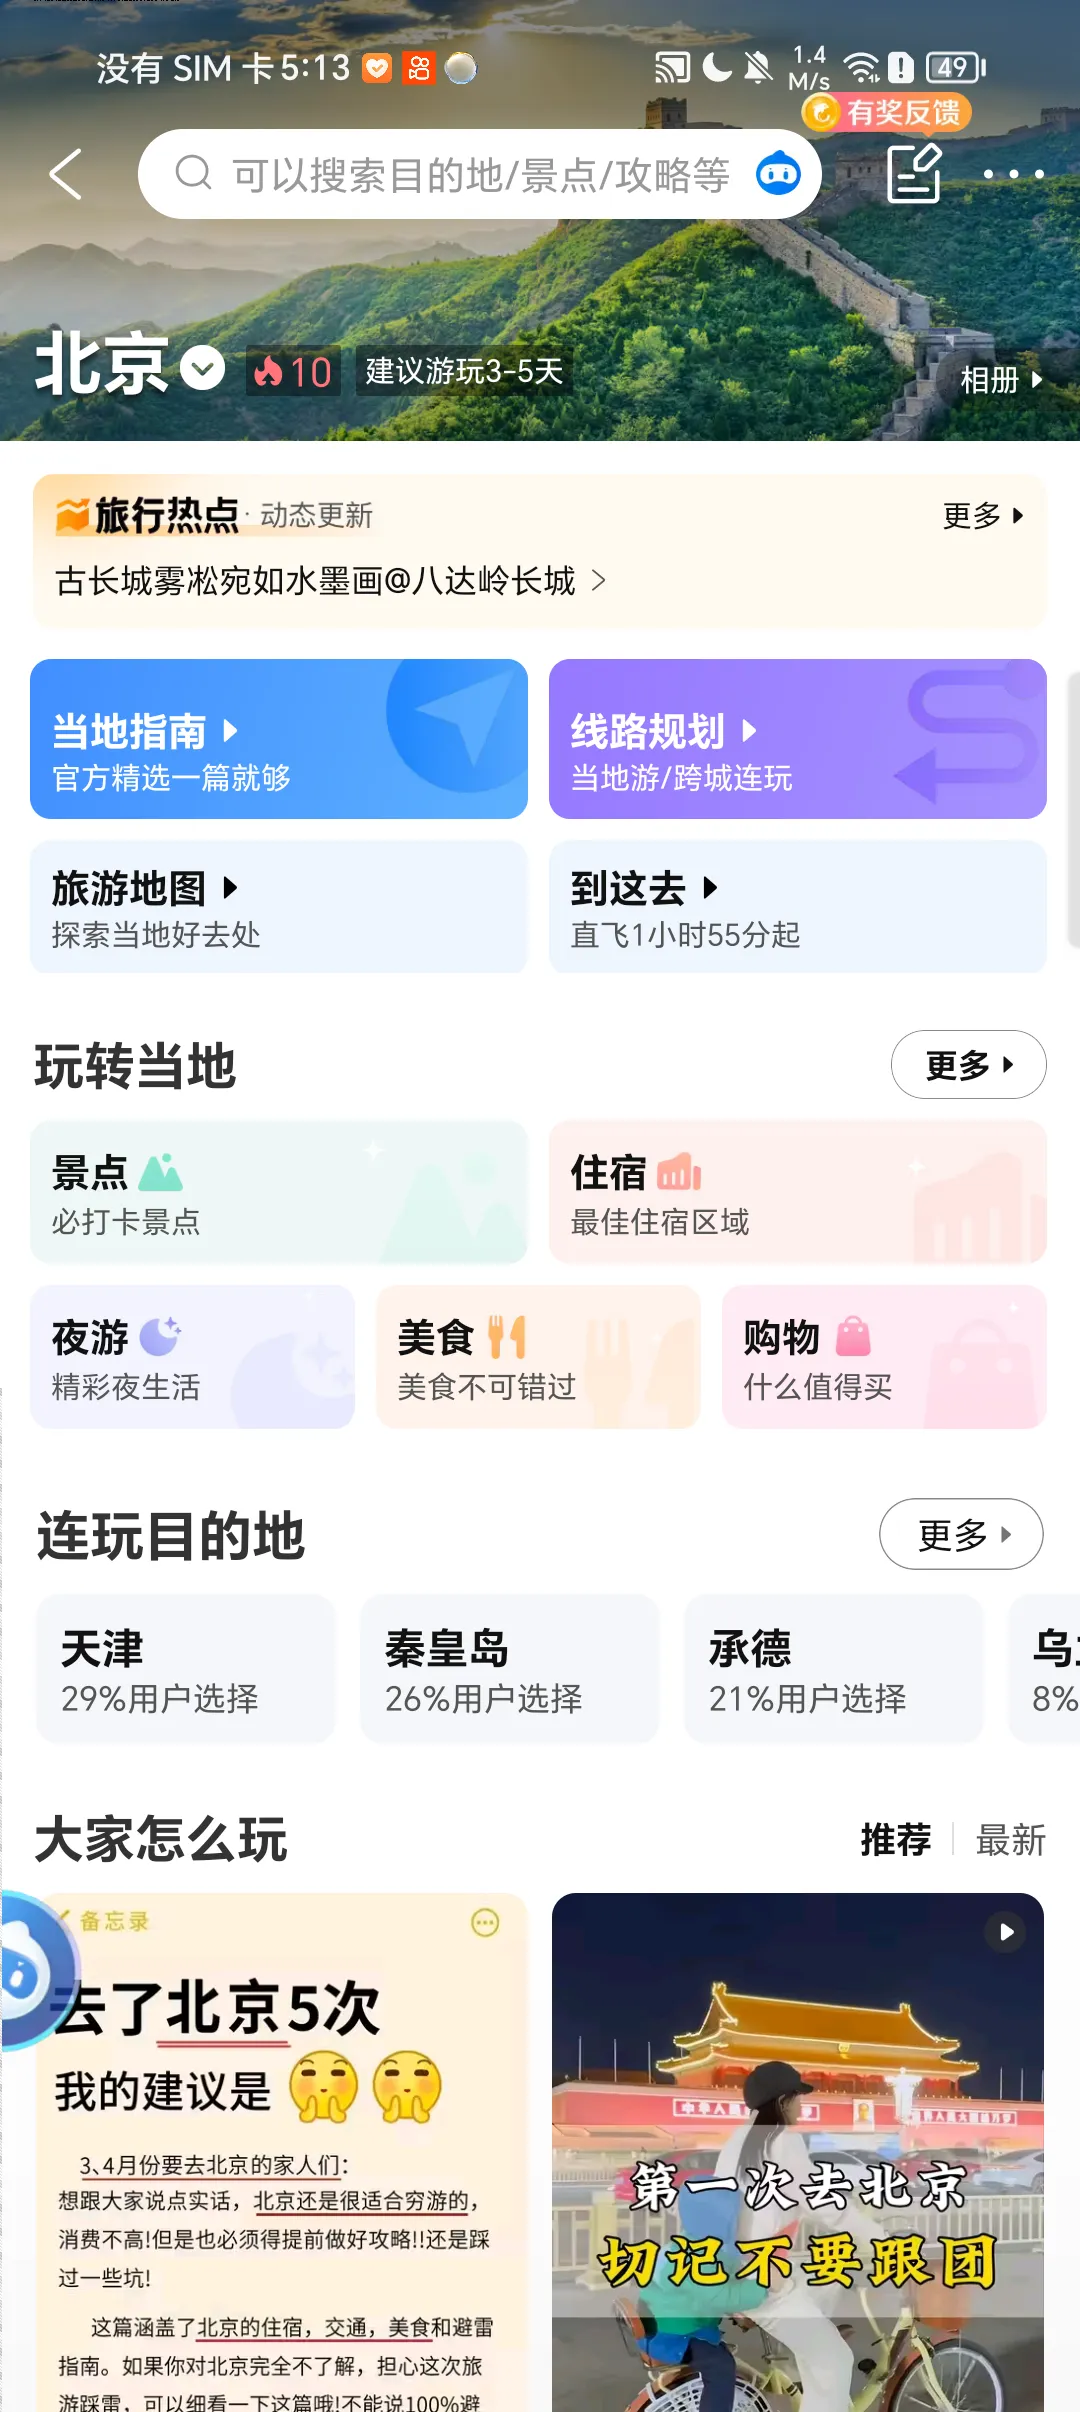 没有 SIM 卡 5:13
1.4
M/s
49
有奖反馈
可以搜索目的地/景点/攻略等
北京
10
建议游玩3-5天
相册
旅行热点 · 动态更新
更多
古长城雾凇宛如水墨画@八达岭长城
当地指南
官方精选一篇就够
线路规划
当地游/跨城连玩
旅游地图
探索当地好去处
到这去
直飞1小时55分起
玩转当地
更多
景点
必打卡景点
住宿
最佳住宿区域
夜游
精彩夜生活
美食
美食不可错过
购物
什么值得买
连玩目的地
更多
天津
29%用户选择
秦皇岛
26%用户选择
承德
21%用户选择
乌
8%
大家怎么玩
推荐
最新
备忘录
去了北京5次
我的建议是
3、4月份要去北京的家人们:
想跟大家说点实话，北京还是很适合穷游的，
消费不高!但是也必须得提前做好攻略!!还是踩
过一些坑!
这篇涵盖了北京的住宿，交通，美食和避雷
指南。如果你对北京完全不了解，担心这次旅
游踩雷，可以细看一下这篇哦!不能说100%避
第一次去北京
切记不要跟团